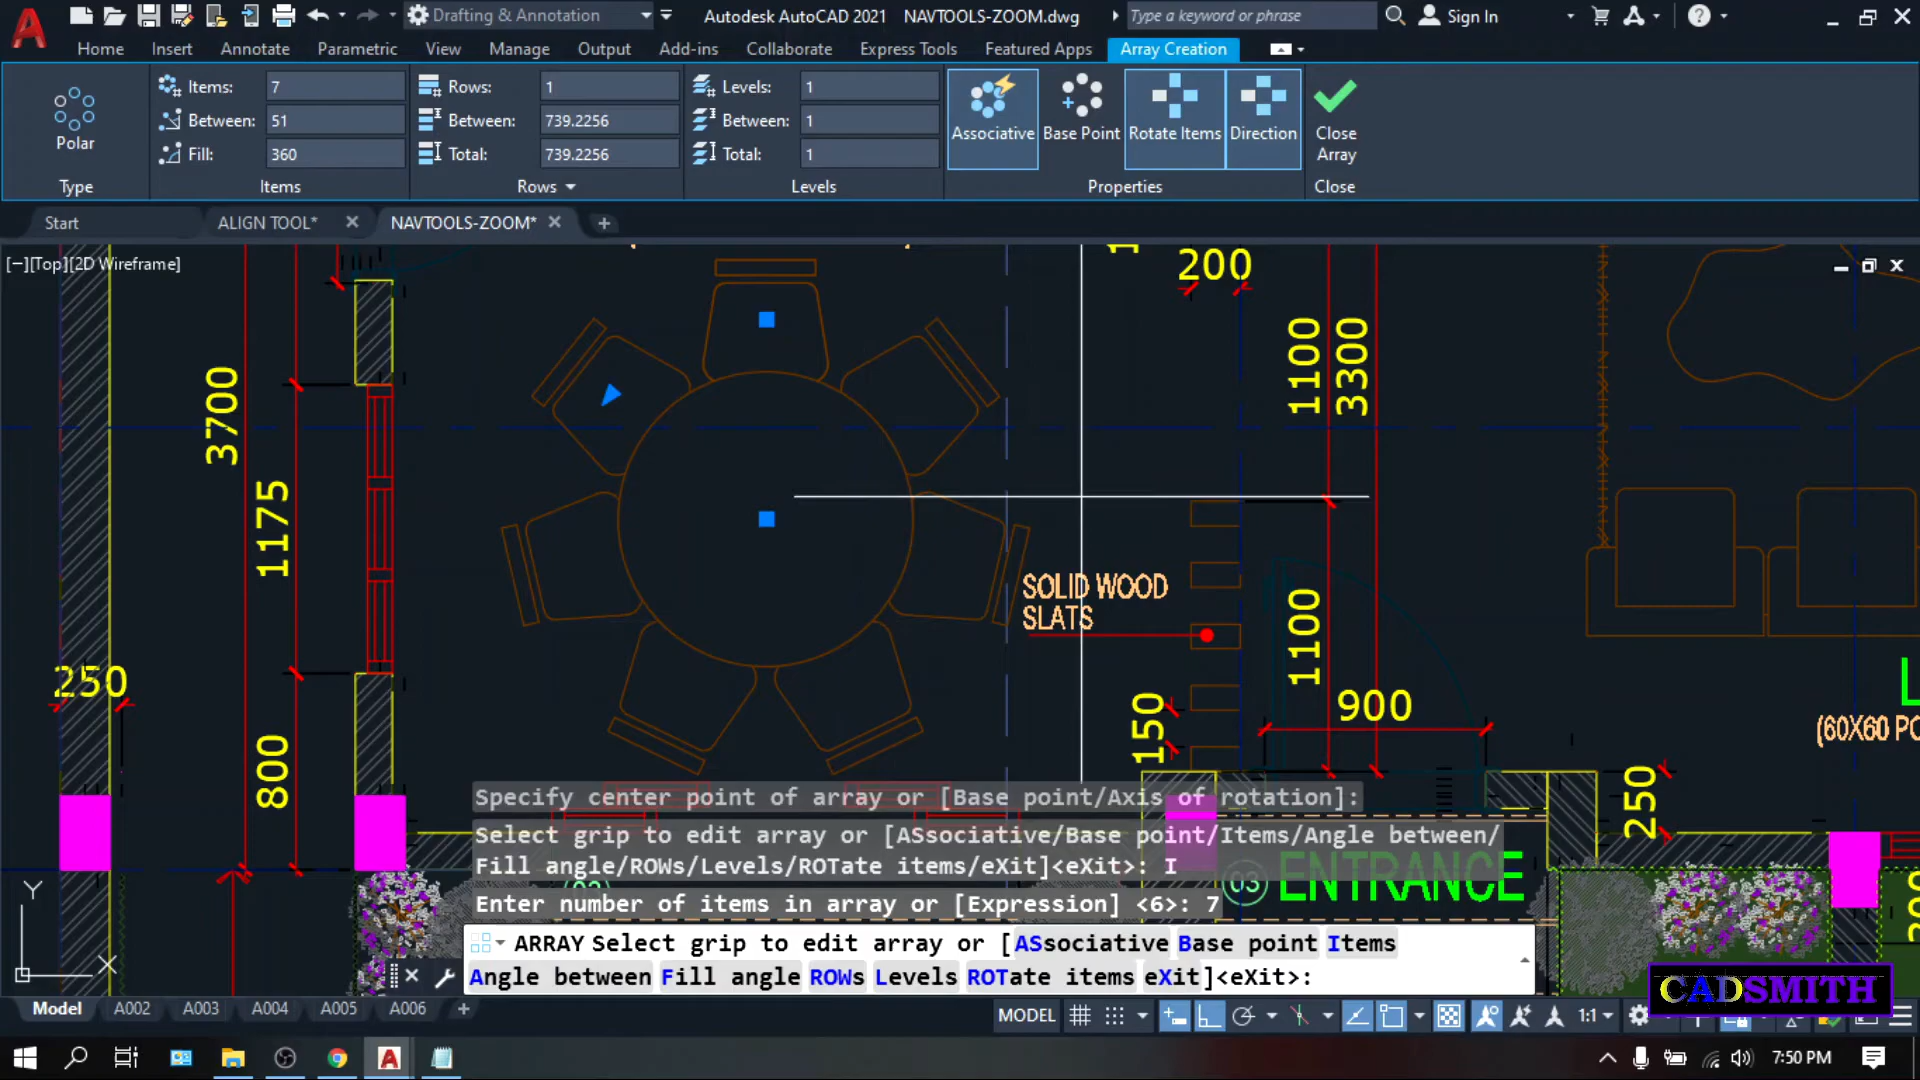 Drafting & Annotation
Autodesk AutoCAD 2021 NAVTOOLS-ZOOM.dwg
Type a keyword or phrase
Sign In
Home Insert Annotate Parametric View Manage Output Add-ins Collaborate Express Tools Featured Apps Array Creation
Polar
Type
Items: 7
Between: 51
Fill: 360
Items
Rows: 1
Between: 739.2256
Total: 739.2256
Rows
Levels: 1
Between: 1
Total: 1
Levels
Associative
Base Point
Rotate Items
Direction
Properties
Close
Array
Close
Start
ALIGN TOOL*
NAVTOOLS-ZOOM*
[−][Top][2D Wireframe]
200
3700
1175
1100
3300
SOLID WOOD
SLATS
250
800
1100
150
900
(60X60 PO
250
Specify center point of array or [Base point/Axis of rotation]:
Select grip to edit array or [ASsociative/Base point/Items/Angle between/
Fill angle/ROWs/Levels/ROTate items/eXit]<eXit>: I
03 ENTRANCE
Enter number of items in array or [Expression] <6>: 7
ARRAY Select grip to edit array or [ASsociative Base point Items
Angle between Fill angle ROWs Levels ROTate items eXit]<eXit>:
Y
X
CADSMITH
Model A002 A003 A004 A005 A006
MODEL
1:1
7:50 PM